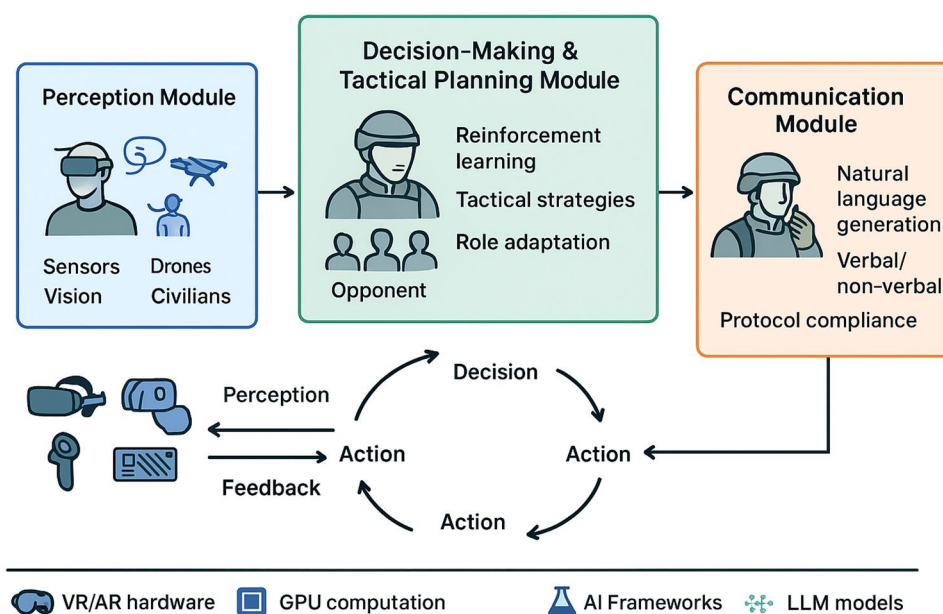 Perception Module
Sensors
Drones
Vision
Civilians
Decision-Making &
Tactical Planning Module
Reinforcement
learning
Tactical strategies
Role adaptation
Opponent
Communication
Module
Natural
language
generation
Verbal/
non-verbal
Protocol compliance
Perception
Feedback
Decision
Action
Action
Action
VR/AR hardware
GPU computation
AI Frameworks
LLM models